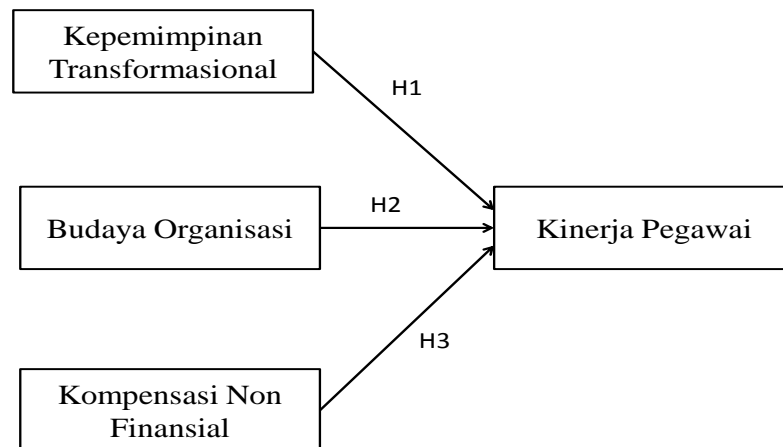 Kepemimpinan
Transformasional
H1
Budaya Organisasi
H2
Kinerja Pegawai
H3
Kompensasi Non
Finansial